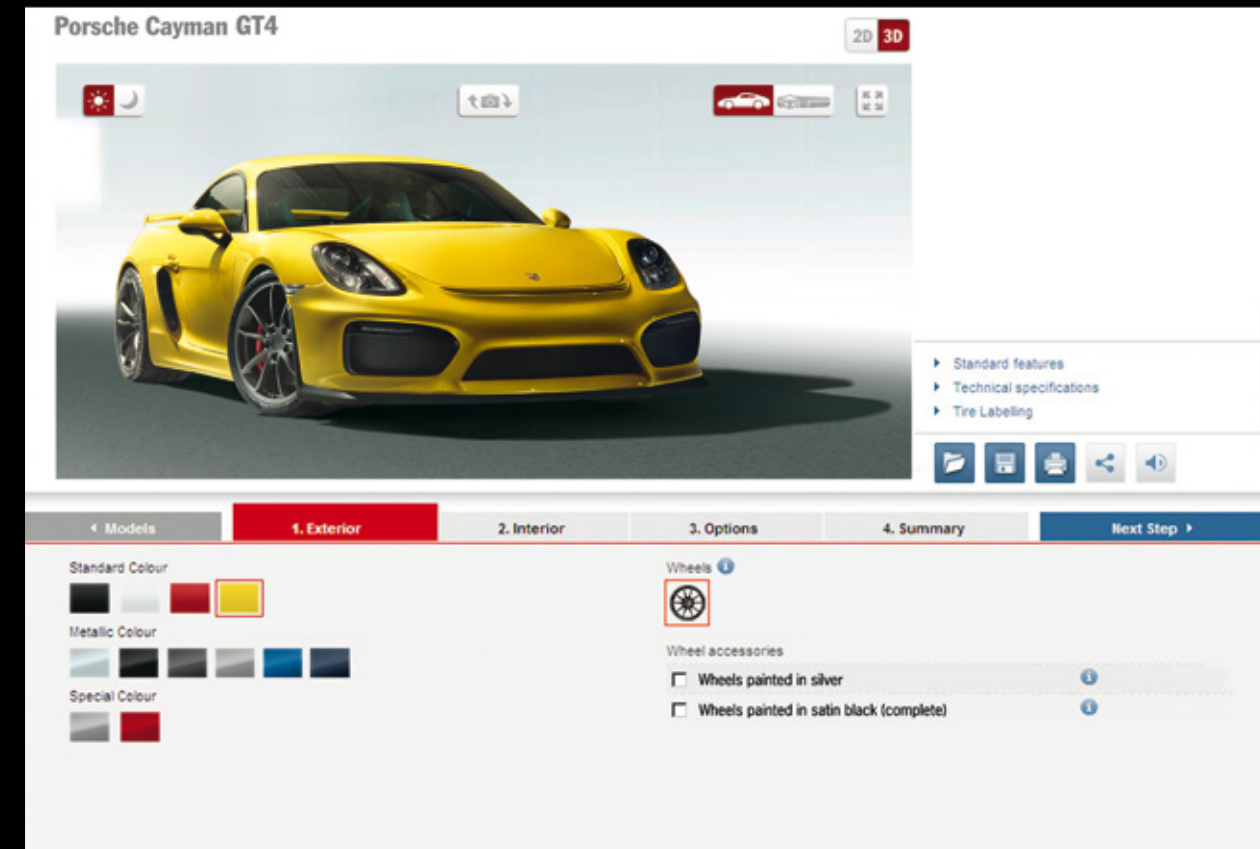 Porsche Cayman GT4
2D 3D
Standard features
Technical specifications
Tire Labelling
Models
1. Exterior
2. Interior
3. Options
4. Summary
Next Step
Standard Colour
Metallic Colour
Special Colour
Wheels
Wheel accessories
Wheels painted in silver
Wheels painted in satin black (complete)